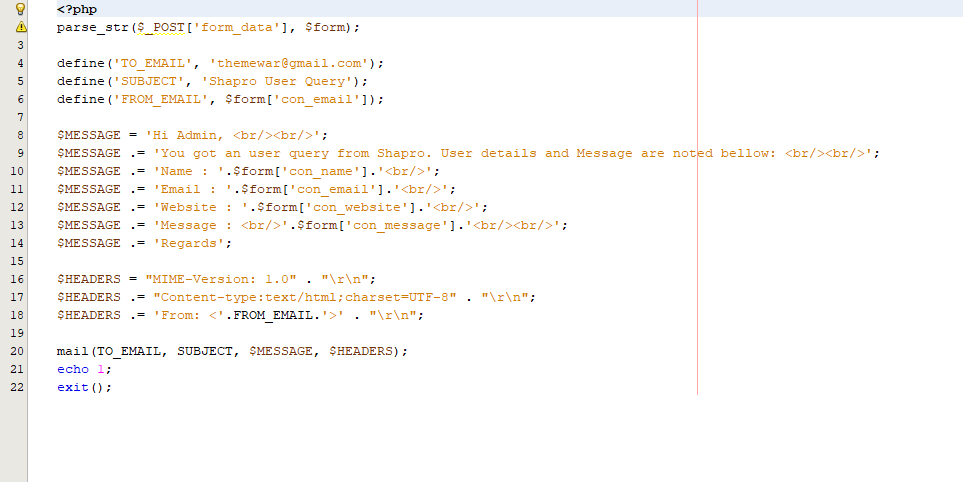 <?php
parse_str($_POST['form_data'], $form);
3
4 define('TO_EMAIL', 'themewar@gmail.com');
5 define('SUBJECT', 'Shapro User Query');
6 define('FROM_EMAIL', $form['con_email']);
7
8 $MESSAGE = 'Hi Admin, <br/><br/>';
9 $MESSAGE .= 'You got an user query from Shapro. User details and Message are noted bellow: <br/><br/>';
10 $MESSAGE .= 'Name : '.$form['con_name'].'<br/>';
11 $MESSAGE .= 'Email : '.$form['con_email'].'<br/>';
12 $MESSAGE .= 'Website : '.$form['con_website'].'<br/>';
13 $MESSAGE .= 'Message : <br/>'.$form['con_message'].'<br/><br/>';
14 $MESSAGE .= 'Regards';
15
16 $HEADERS = "MIME-Version: 1.0" . "\r\n";
17 $HEADERS .= "Content-type:text/html;charset=UTF-8" . "\r\n";
18 $HEADERS .= 'From: <'.FROM_EMAIL.'>' . "\r\n";
19
20 mail(TO_EMAIL, SUBJECT, $MESSAGE, $HEADERS);
21 echo 1;
22 exit();